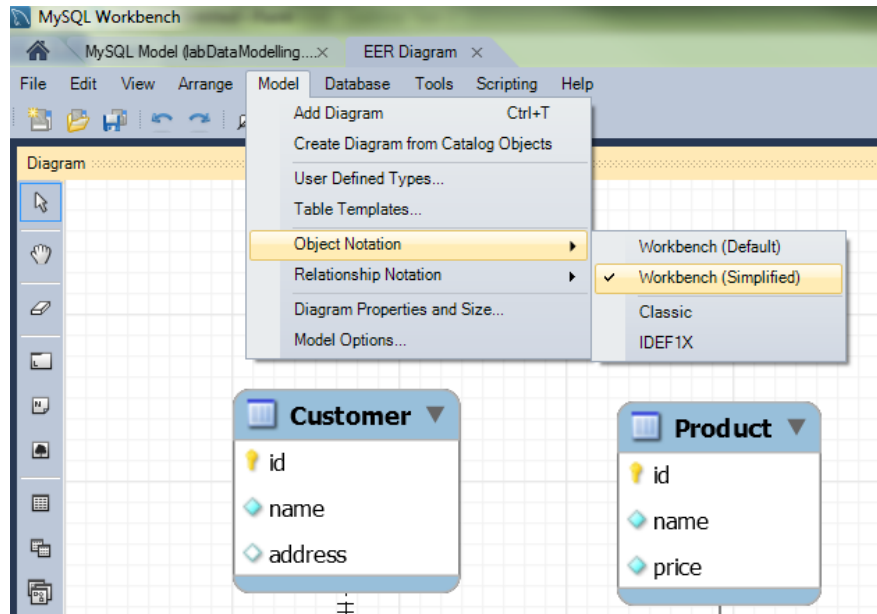 MySQL Workbench
MySQL Model (labDataModelling....× EER Diagram ×
File Edit View Arrange Model Database Tools Scripting Help
Add Diagram Ctrl+T
Create Diagram from Catalog Objects
Diagram
User Defined Types...
Table Templates...
Object Notation
Workbench (Default)
Relationship Notation
Workbench (Simplified)
Diagram Properties and Size...
Classic
Model Options...
IDEF1X
Customer
id
name
address
Product
id
name
price